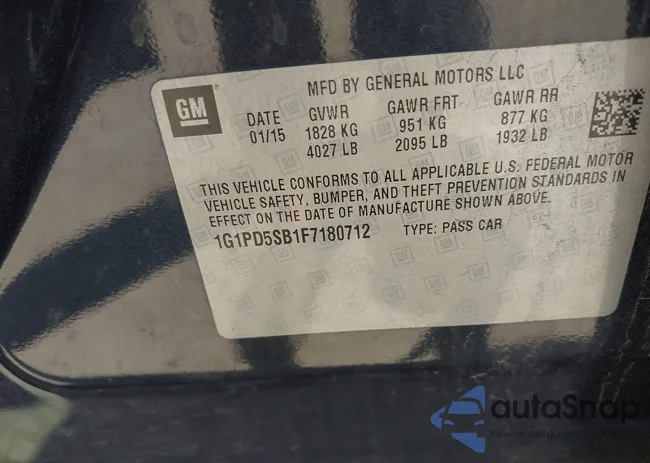 MFD BY GENERAL MOTORS LLC
GM
DATE GVWR GAWR FRT GAWR RR
01/15 1828 KG 951 KG 877 KG
4027 LB 2095 LB 1932 LB
THIS VEHICLE CONFORMS TO ALL APPLICABLE U.S. FEDERAL MOTOR
VEHICLE SAFETY, BUMPER, AND THEFT PREVENTION STANDARDS IN
EFFECT ON THE DATE OF MANUFACTURE SHOWN ABOVE.
1G1PD5SB1F7180712 TYPE: PASS CAR
autaSnap